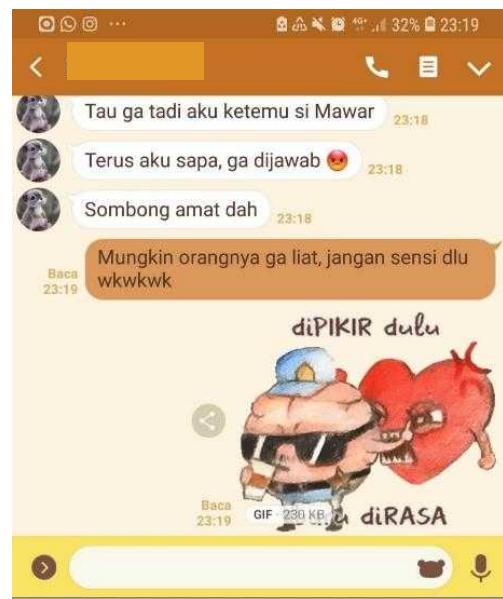 32% 23:19
Tau ga tadi aku ketemu si Mawar
23:18
Terus aku sapa, ga dijawab 😡
23:18
Sombong amat dah
23:18
Mungkin orangnya ga liat, jangan sensi dlu
wkwkwk
Baca
23:19
diPIKIR dulu
Baca
23:19
GIF - 230 KB
diRASA